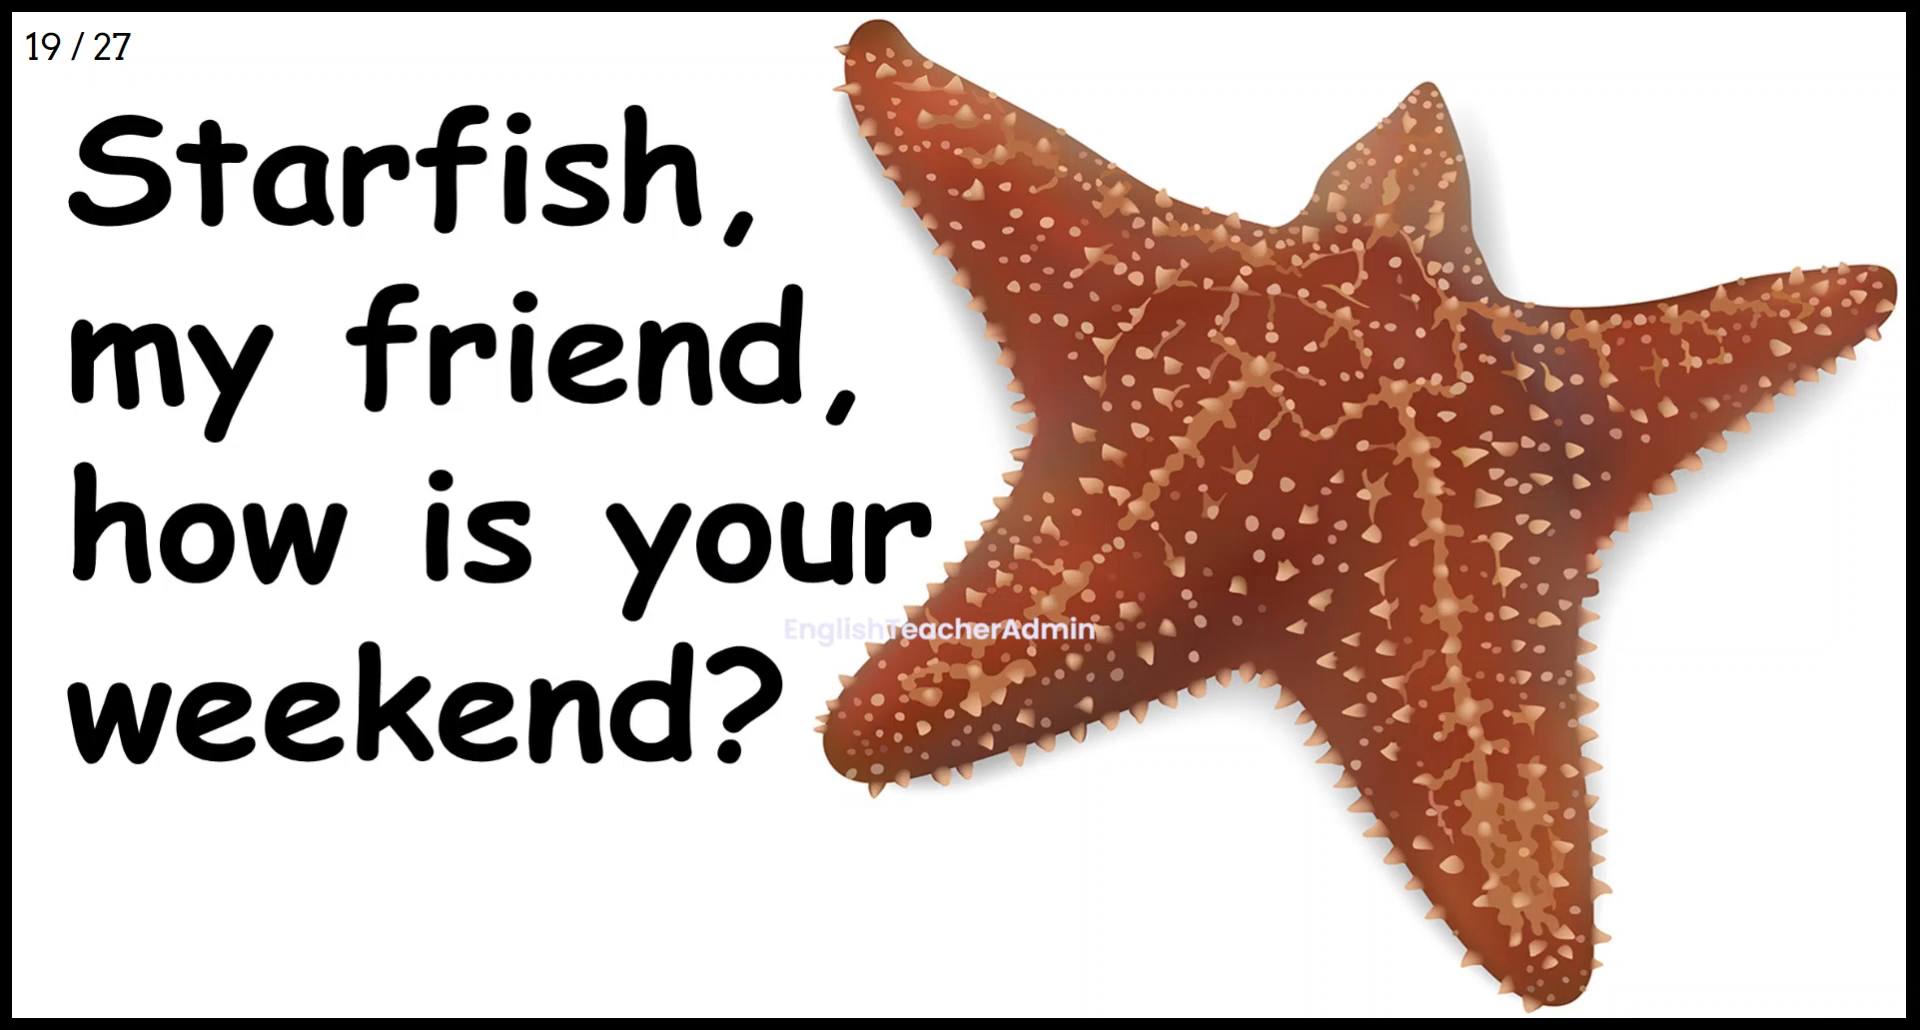 19 / 27
Starfish,
my friend,
how is your
weekend?
EnglishTeacherAdmin